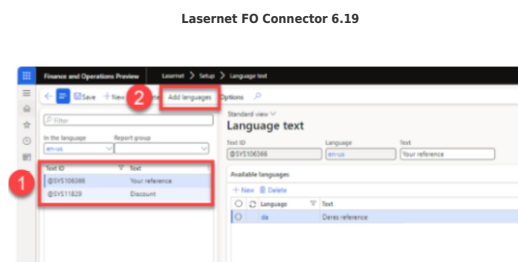 Lasernet FO Connector 6.19
Finance and Operations Preview
Lasernet > Setup > Language text
Save
New
2
Add languages
Options
Filter
Standard view
Language text
In the language
Report group
en-us
Text ID
Language
Text
@SYS106366
en-us
Your reference
1
Text ID
Text
@SYS106366
Your reference
@SYS11829
Discount
Available languages
New
Delete
Language
Text
da
Deres reference